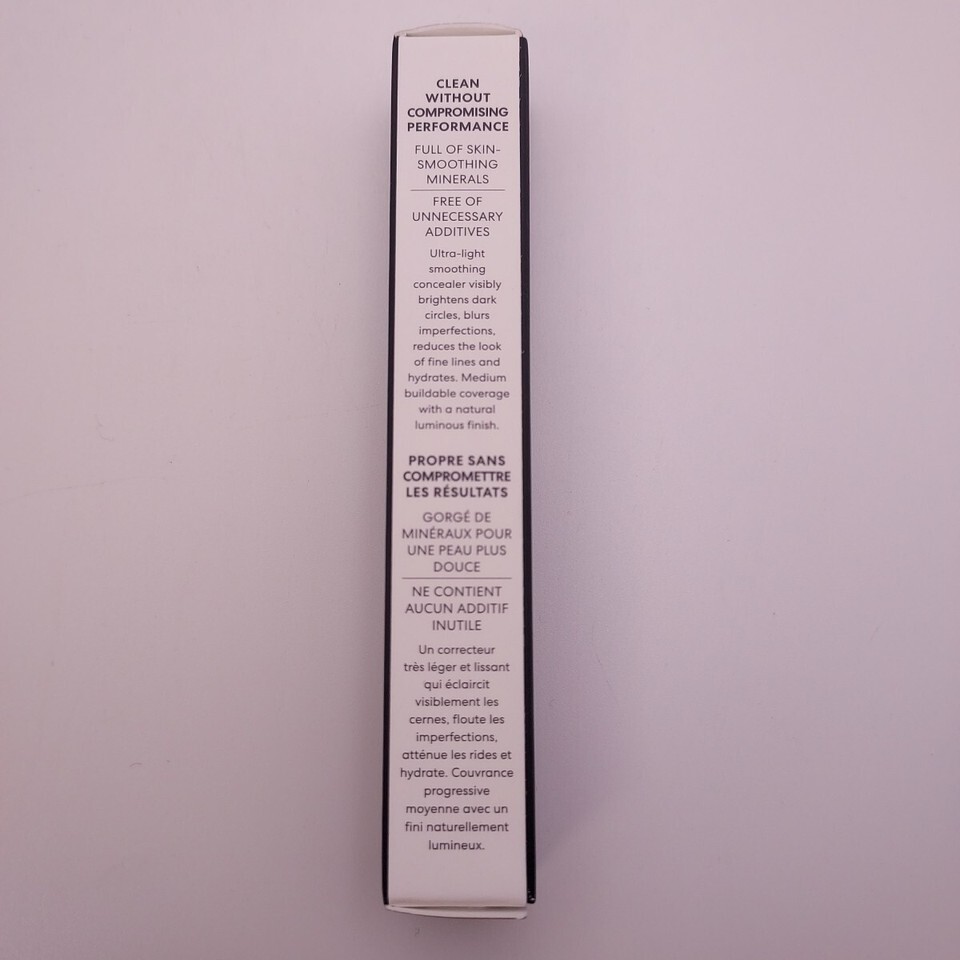 CLEAN
WITHOUT
COMPROMISING
PERFORMANCE
FULL OF SKIN-
SMOOTHING
MINERALS
FREE OF
UNNECESSARY
ADDITIVES
Ultra-light
smoothing
concealer visibly
brightens dark
circles, blurs
imperfections,
reduces the look
of fine lines and
hydrates. Medium
buildable coverage
with a natural
luminous finish.
PROPRE SANS
COMPROMETTRE
LES RÉSULTATS
GORGÉ DE
MINÉRAUX POUR
UNE PEAU PLUS
DOUCE
NE CONTIENT
AUCUN ADDITIF
INUTILE
Un correcteur
très léger et lissant
qui éclaircit
visiblement les
cernes, floute les
imperfections,
atténue les rides et
hydrate. Couvrance
progressive
moyenne avec un
fini naturellement
lumineux.